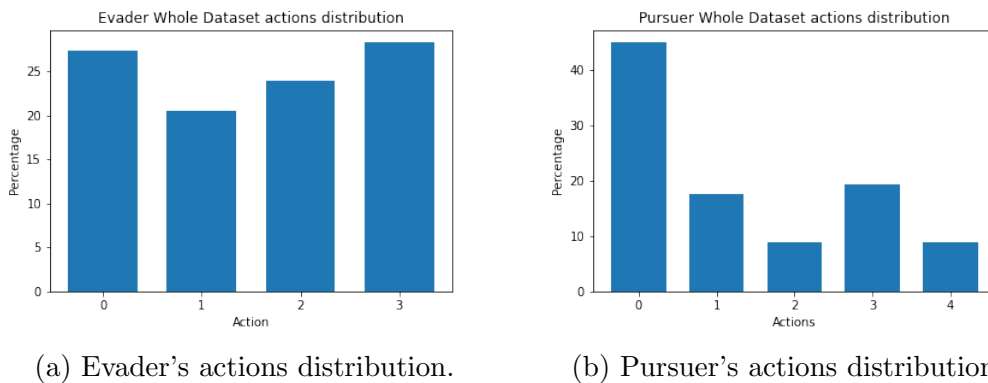 Evader Whole Dataset actions distribution
Percentage
25
20
15
10
5
0
0 1 2 3
Action
(a) Evader's actions distribution.
Pursuer Whole Dataset actions distribution
Percentage
40
30
20
10
0
0 1 2 3 4
Actions
(b) Pursuer's actions distribution